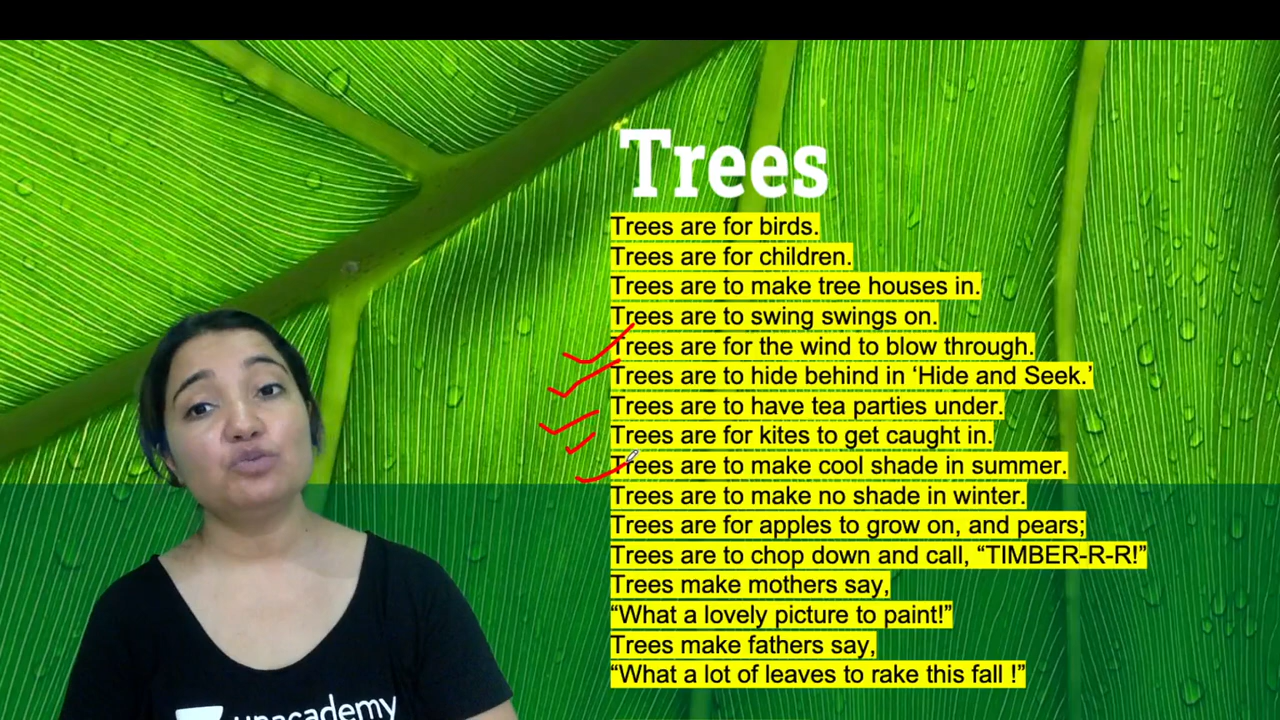 Trees
Trees are for birds.
Trees are for children.
Trees are to make tree houses in.
Trees are to swing swings on.
Trees are for the wind to blow through.
Trees are to hide behind in ‘Hide and Seek.’
Trees are to have tea parties under.
Trees are for kites to get caught in.
Trees are to make cool shade in summer.
Trees are to make no shade in winter.
Trees are for apples to grow on, and pears;
Trees are to chop down and call, “TIMBER-R-R!”
Trees make mothers say,
“What a lovely picture to paint!”
Trees make fathers say,
“What a lot of leaves to rake this fall !”
unacademy